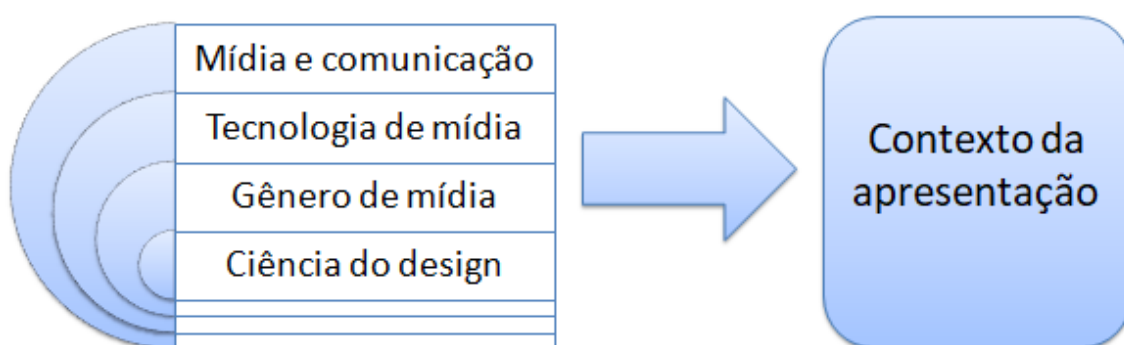 Mídia e comunicação
Tecnologia de mídia
Gênero de mídia
Ciência do design
Contexto da
apresentação